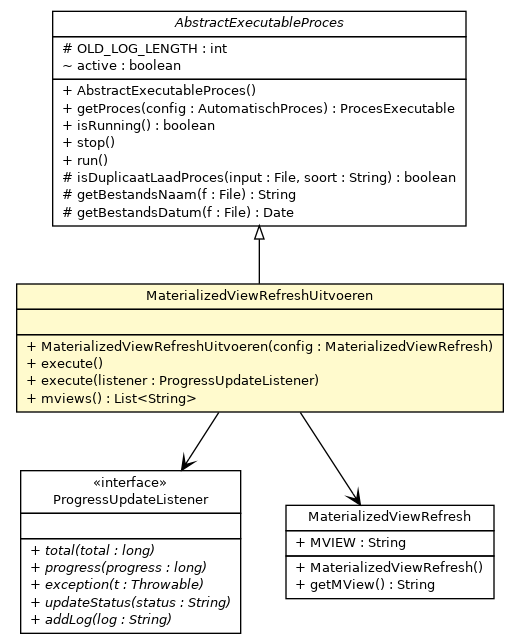 AbstractExecutableProces
# OLD_LOG_LENGTH : int
~ active : boolean
+ AbstractExecutableProces()
+ getProces(config : AutomatischProces) : ProcesExecutable
+ isRunning() : boolean
+ stop()
+ run()
# isDuplicaatLaadProces(input : File, soort : String) : boolean
# getBestandsNaam(f : File) : String
# getBestandsDatum(f : File) : Date
MaterializedViewRefreshUitvoeren
+ MaterializedViewRefreshUitvoeren(config : MaterializedViewRefresh)
+ execute()
+ execute(listener : ProgressUpdateListener)
+ mviews() : List<String>
«interface»
ProgressUpdateListener
+ total(total : long)
+ progress(progress : long)
+ exception(t : Throwable)
+ updateStatus(status : String)
+ addLog(log : String)
MaterializedViewRefresh
+ MVIEW : String
+ MaterializedViewRefresh()
+ getMView() : String